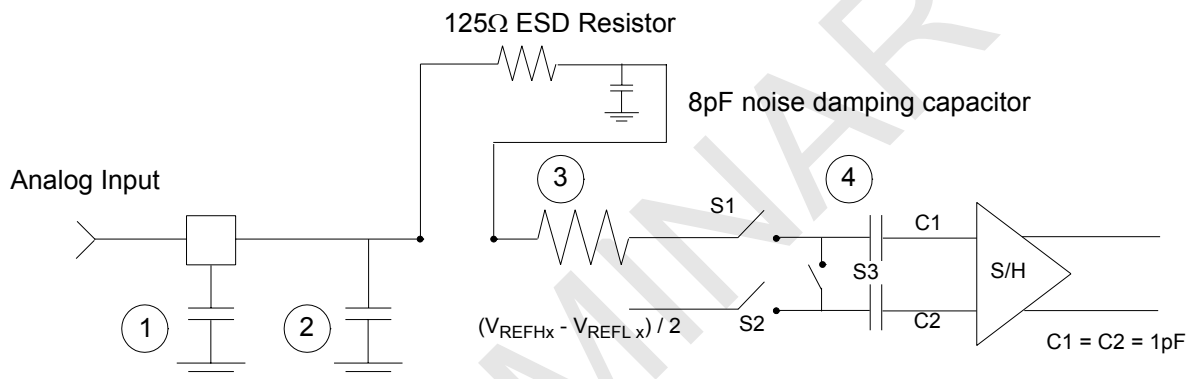 125Ω ESD Resistor
8pF noise damping capacitor
Analog Input
3
4
S1
C1
S/H
S3
1
2
(VREFHx - VREFL x) / 2
S2
C2
C1 = C2 = 1pF
MINAR